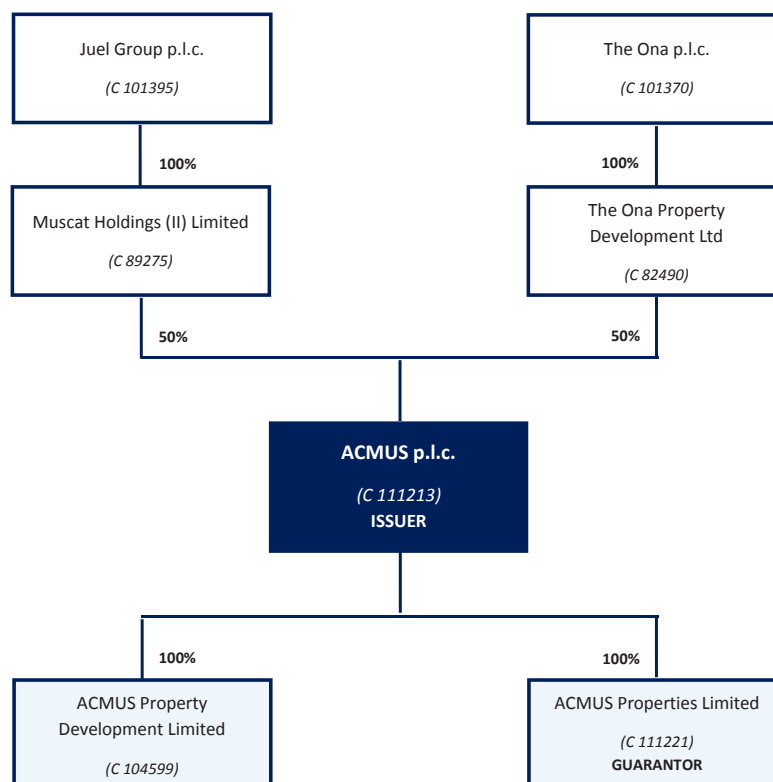 Juel Group p.l.c.
(C 101395)
The Ona p.l.c.
(C 101370)
100%
100%
Muscat Holdings (II) Limited
(C 89275)
The Ona Property
Development Ltd
(C 82490)
50%
50%
ACMUS p.l.c.
(C 111213)
ISSUER
100%
100%
ACMUS Property
Development Limited
(C 104599)
ACMUS Properties Limited
(C 111221)
GUARANTOR